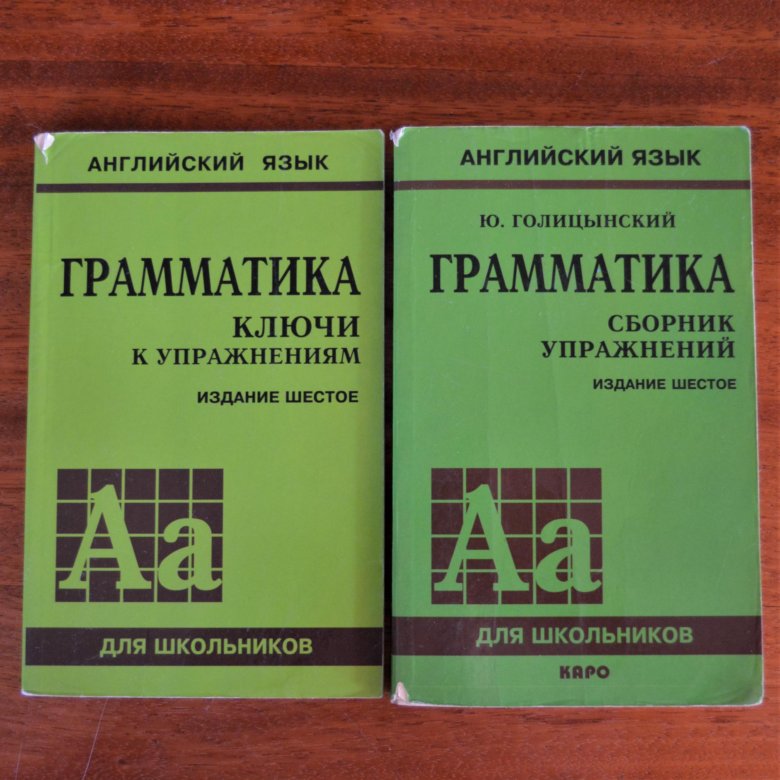 АНГЛИЙСКИЙ ЯЗЫК
ГРАММАТИКА
КЛЮЧИ
К УПРАЖНЕНИЯМ
ИЗДАНИЕ ШЕСТОЕ
Aa
ДЛЯ ШКОЛЬНИКОВ
АНГЛИЙСКИЙ ЯЗЫК
Ю. ГОЛИЦЫНСКИЙ
ГРАММАТИКА
СБОРНИК
УПРАЖНЕНИЙ
ИЗДАНИЕ ШЕСТОЕ
Aa
ДЛЯ ШКОЛЬНИКОВ
КАРО